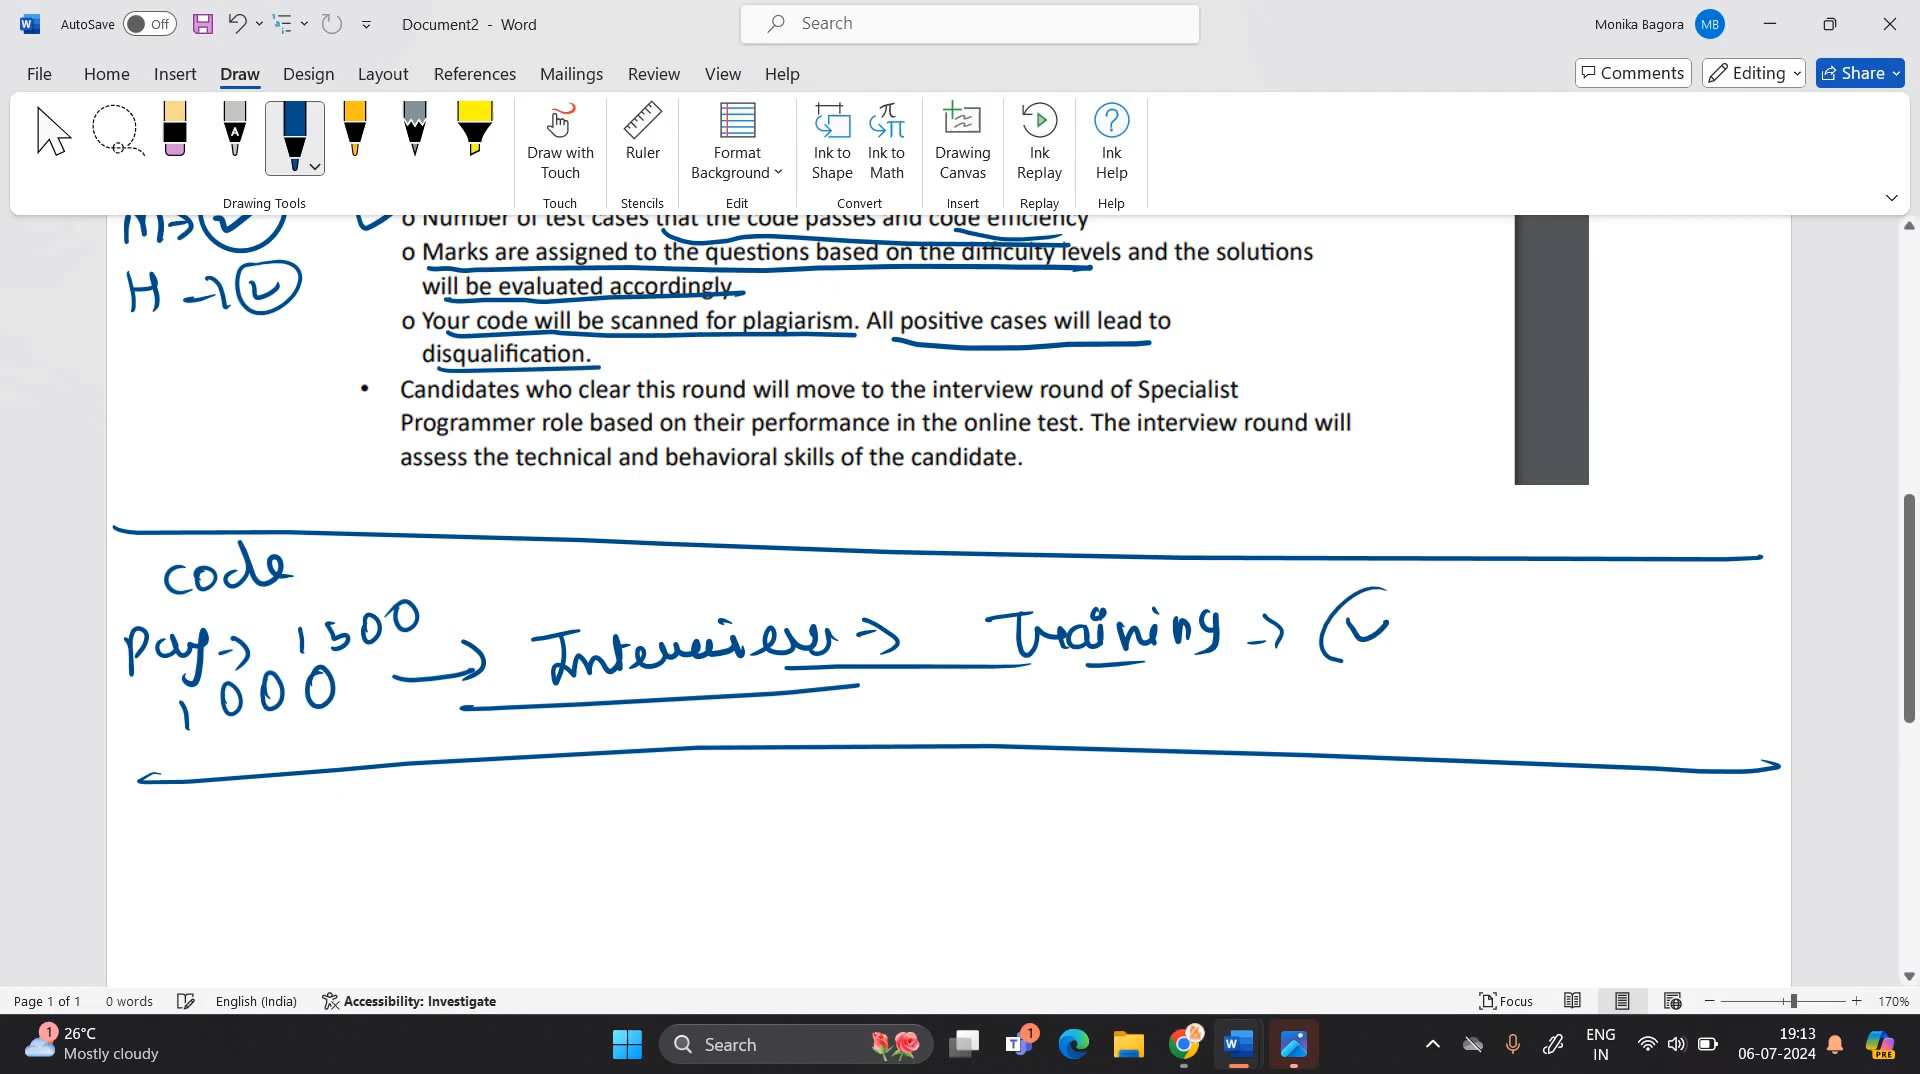 AutoSave Off Document2 - Word Search Monika Bagora MB
File Home Insert Draw Design Layout References Mailings Review View Help Comments Editing Share
A
Draw with Touch Ruler Format Background Ink to Shape Ink to Math Drawing Canvas Ink Replay Ink Help
Drawing Tools Touch Stencils Edit Convert Insert Replay Help
M→
o Number of test cases that the code passes and code efficiency
o Marks are assigned to the questions based on the difficulty levels and the solutions
will be evaluated accordingly
H →
o Your code will be scanned for plagiarism. All positive cases will lead to
disqualification.
• Candidates who clear this round will move to the interview round of Specialist
Programmer role based on their performance in the online test. The interview round will
assess the technical and behavioral skills of the candidate.
code
pay→ 1500 → Interview → Training →
1000
Page 1 of 1 0 words English (India) Accessibility: Investigate Focus 170%
1 26°C
Mostly cloudy
Search
1
ENG
IN
19:13
06-07-2024
PRE